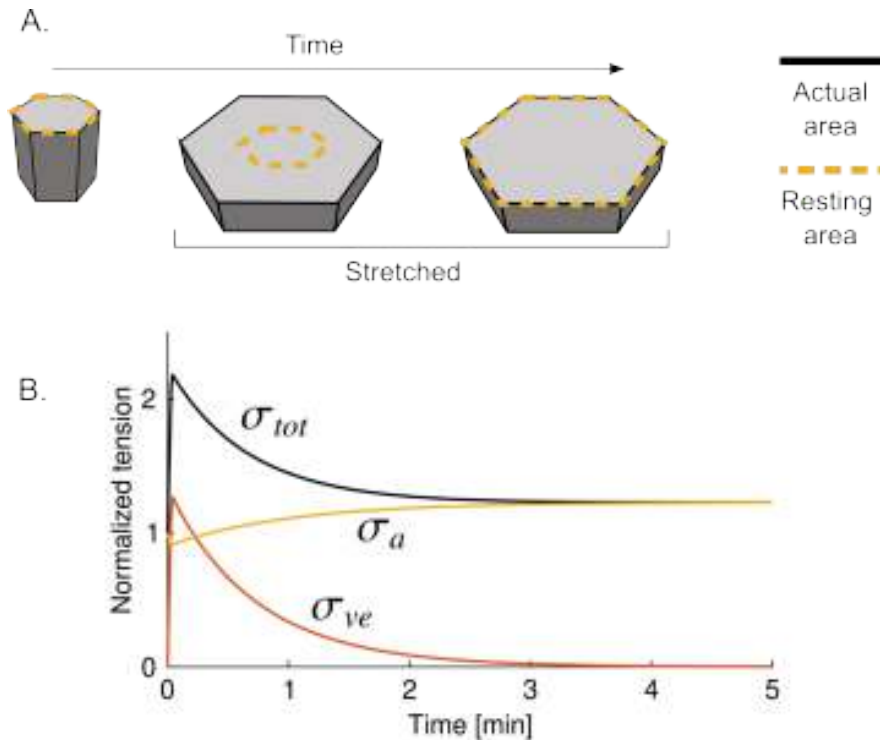 A.
Time
Stretched
Actual
area
Resting
area
B.
Normalized tension
2
1
0
σtot
σa
σve
0 1 2 3 4 5
Time [min]